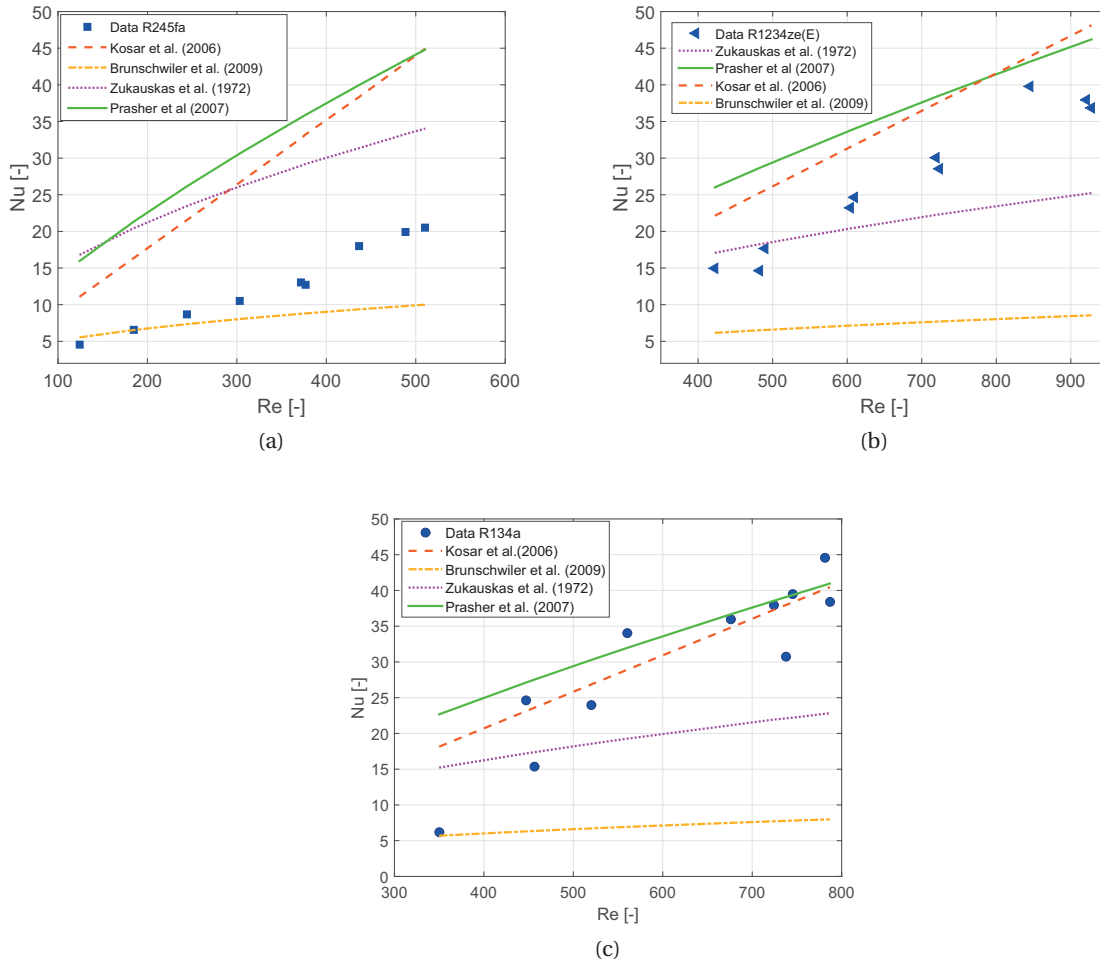 50
45
40
35
30
25
20
15
10
5
Nu [-]
Data R245fa
Kosar et al. (2006)
Brunschwiler et al. (2009)
Zukauskas et al. (1972)
Prasher et al (2007)
100 200 300 400 500 600
Re [-]
(a)
50
45
40
35
30
25
20
15
10
5
Nu [-]
Data R1234ze(E)
Zukauskas et al. (1972)
Prasher et al. (2007)
Kosar et al. (2006)
Brunschwiler et al. (2009)
400 500 600 700 800 900
Re [-]
(b)
50
45
40
35
30
25
20
15
10
5
0
Nu [-]
Data R134a
Kosar et al.(2006)
Brunschwiler et al. (2009)
Zukauskas et al. (1972)
Prasher et al. (2007)
300 400 500 600 700 800
Re [-]
(c)